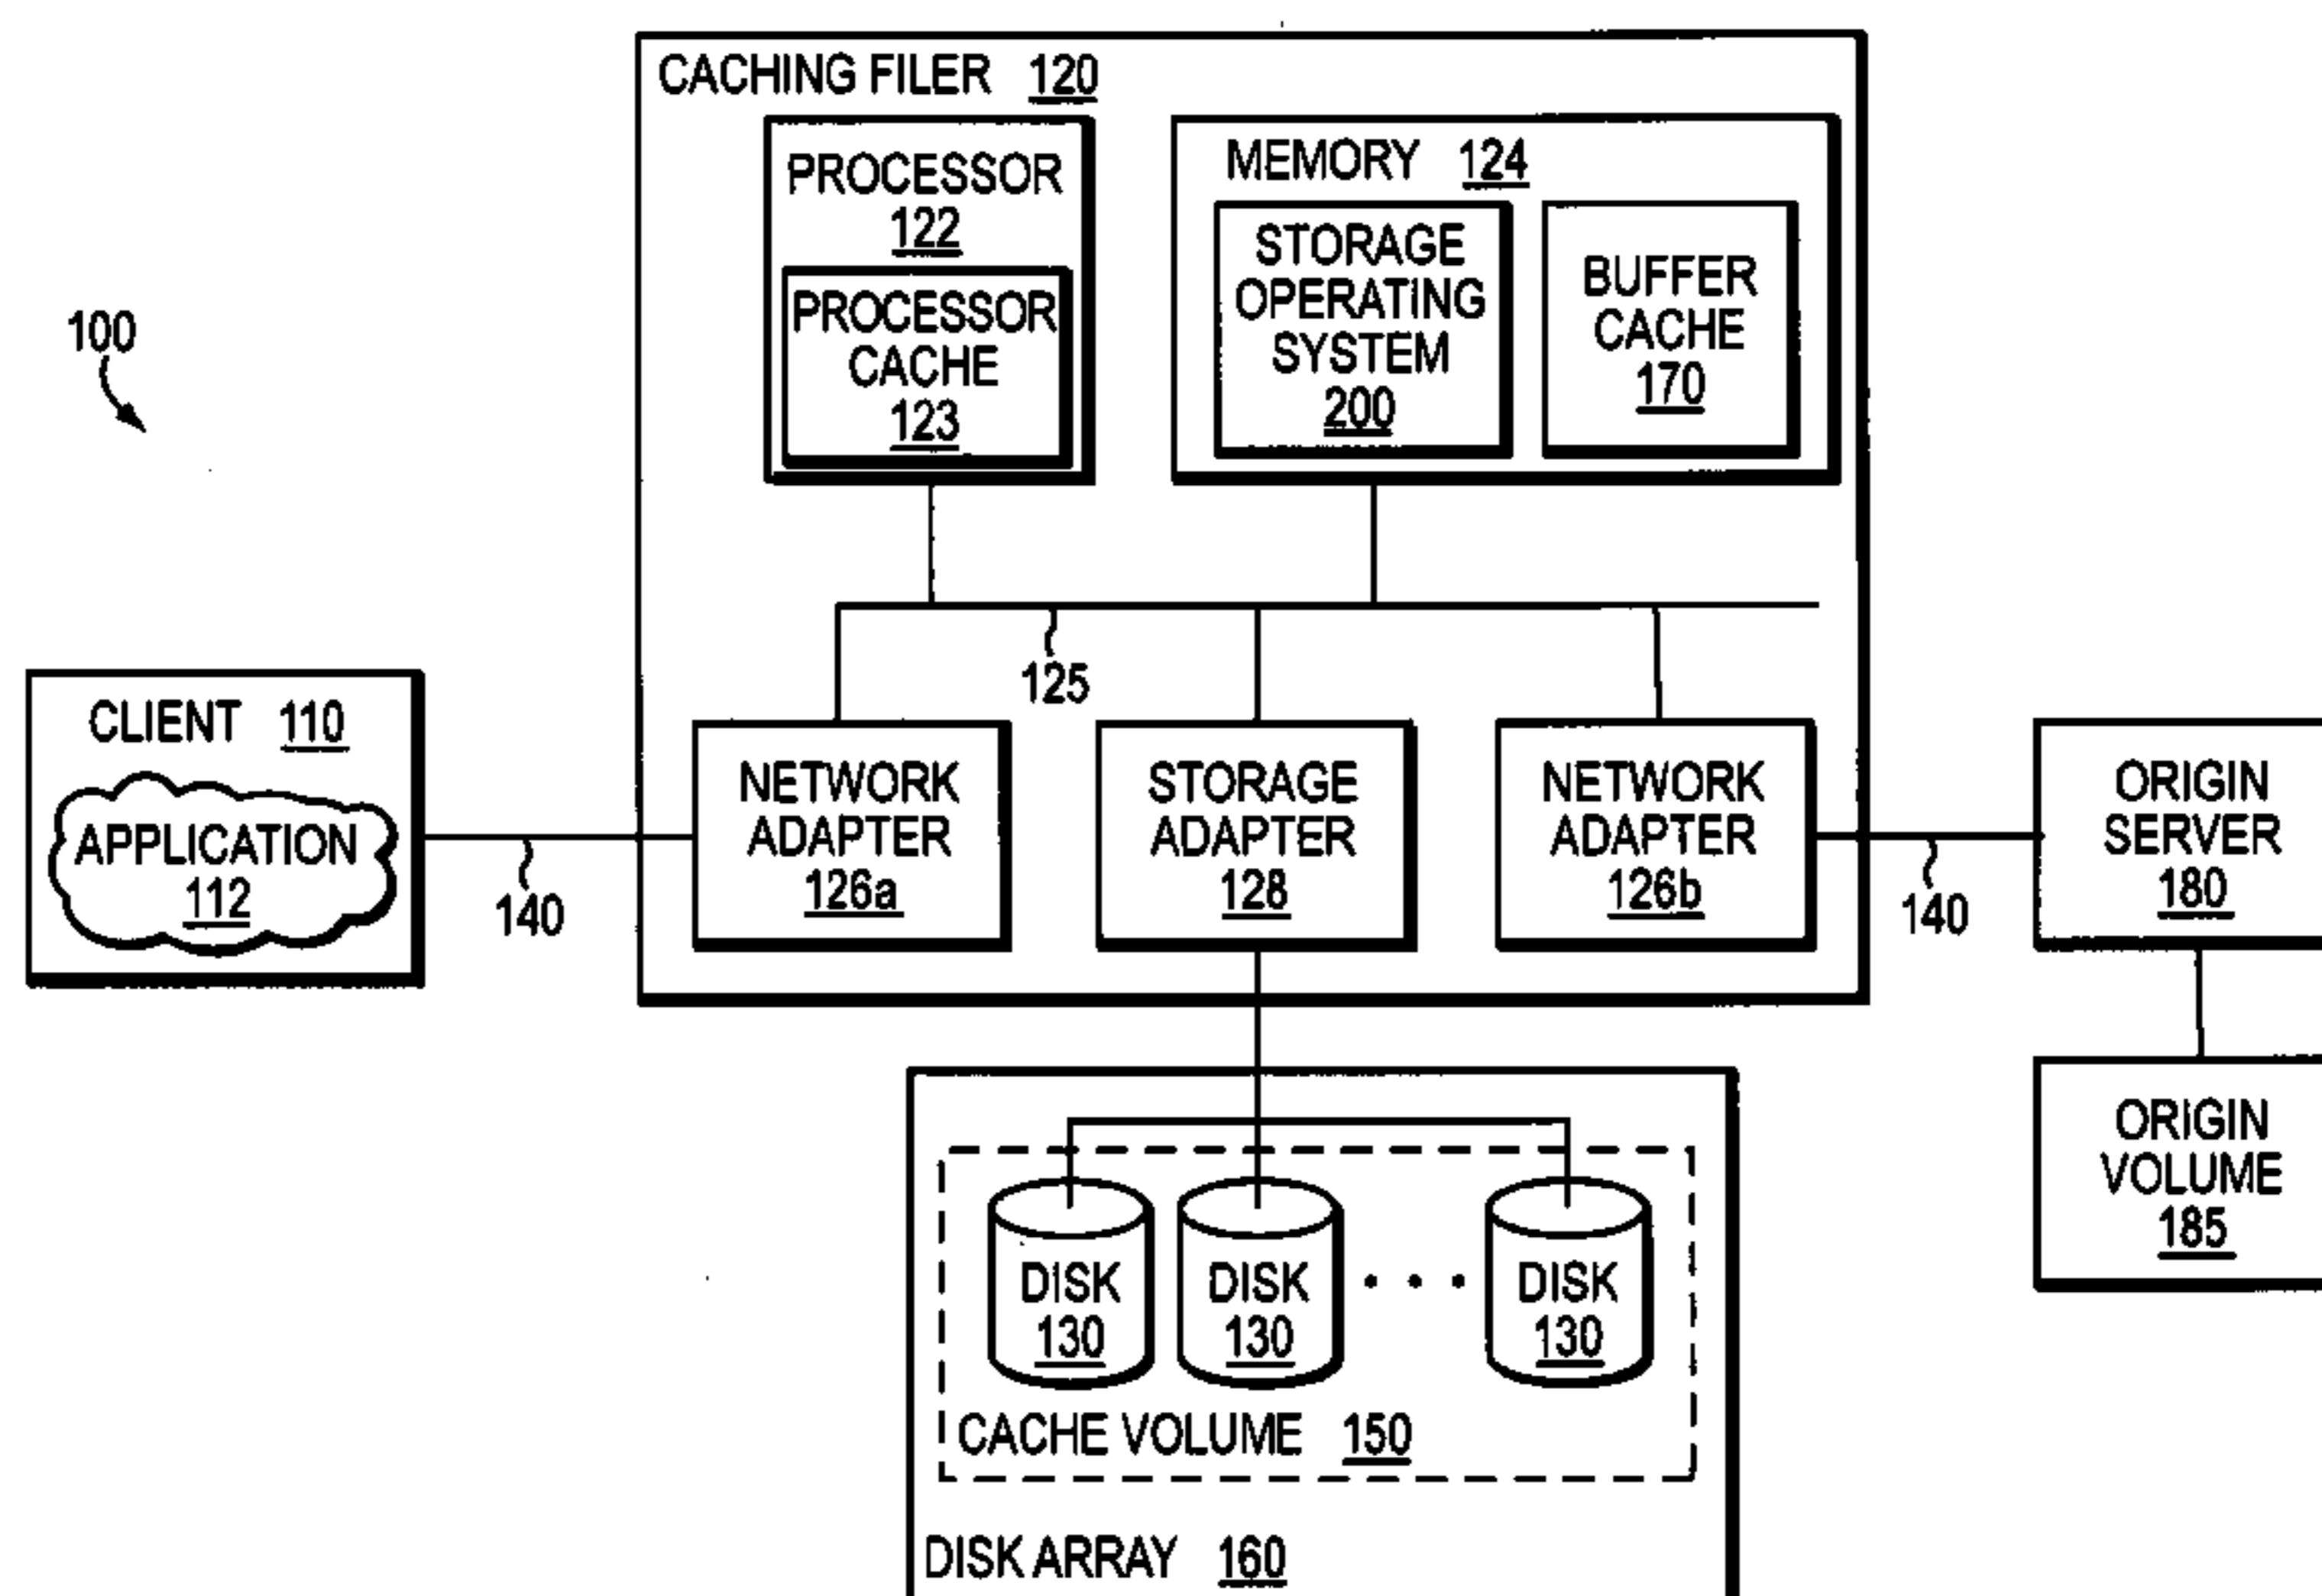 CACHING FILER 120
PROCESSOR
122
PROCESSOR
CACHE
123
MEMORY 124
STORAGE
OPERATING
SYSTEM
200
BUFFER
CACHE
170
100
125
CLIENT 110
APPLICATION
112
140
NETWORK
ADAPTER
126a
STORAGE
ADAPTER
128
NETWORK
ADAPTER
126b
140
ORIGIN
SERVER
180
ORIGIN
VOLUME
185
DISK
130
DISK
130
. . .
DISK
130
CACHE VOLUME 150
DISK ARRAY 160